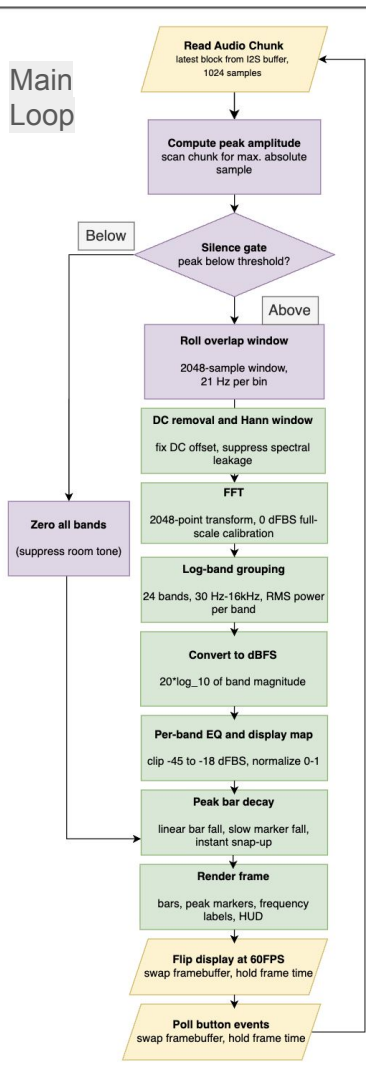 Main
Loop
Read Audio Chunk
latest block from I2S buffer,
1024 samples
Compute peak amplitude
scan chunk for max. absolute
sample
Below
Silence gate
peak below threshold?
Above
Roll overlap window
2048-sample window,
21 Hz per bin
DC removal and Hann window
fix DC offset, suppress spectral
leakage
FFT
2048-point transform, 0 dFBS full-
scale calibration
Zero all bands
(suppress room tone)
Log-band grouping
24 bands, 30 Hz-16kHz, RMS power
per band
Convert to dBFS
20*log_10 of band magnitude
Per-band EQ and display map
clip -45 to -18 dFBS, normalize 0-1
Peak bar decay
linear bar fall, slow marker fall,
instant snap-up
Render frame
bars, peak markers, frequency
labels, HUD
Flip display at 60FPS
swap framebuffer, hold frame time
Poll button events
swap framebuffer, hold frame time